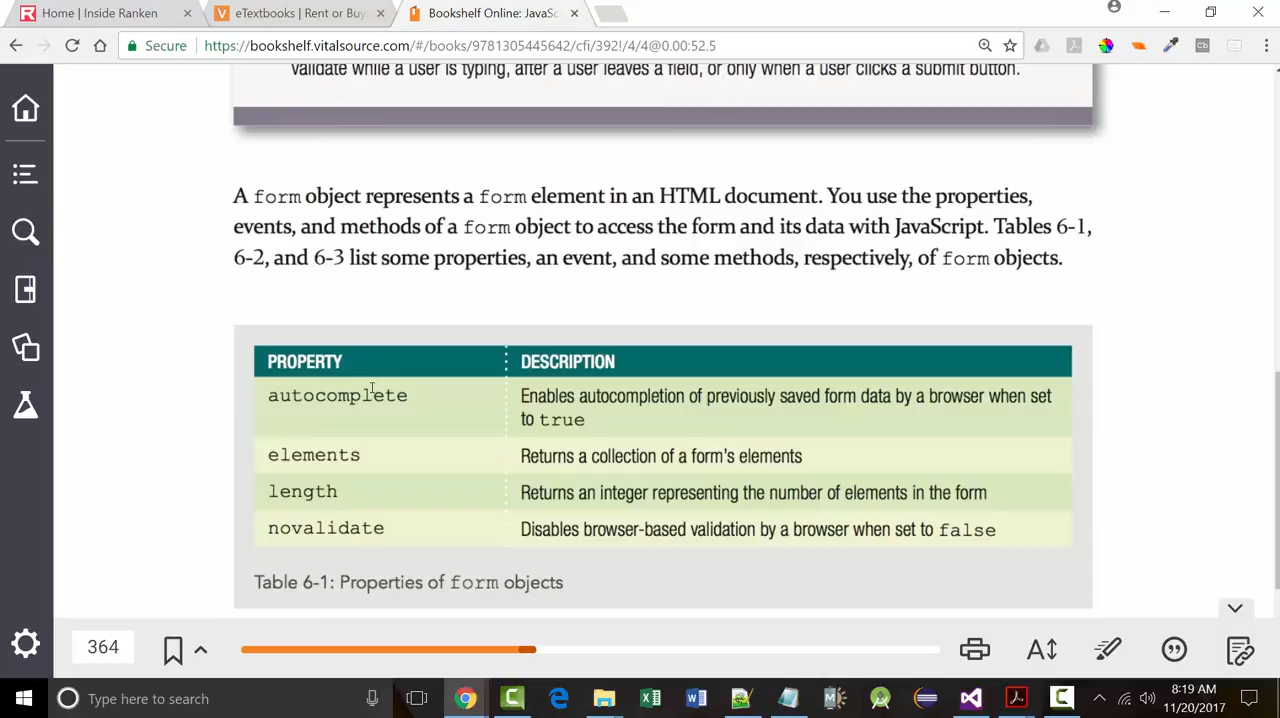 Home | Inside Ranken
eTextbooks | Rent or Buy
Bookshelf Online: JavaSc
Secure
https://bookshelf.vitalsource.com/#/books/9781305445642/cfi/392!/4/4@0.00:52.5
validate while a user is typing, after a user leaves a field, or only when a user clicks a submit button.
A form object represents a form element in an HTML document. You use the properties,
events, and methods of a form object to access the form and its data with JavaScript. Tables 6-1,
6-2, and 6-3 list some properties, an event, and some methods, respectively, of form objects.
PROPERTY DESCRIPTION
autocomplete Enables autocompletion of previously saved form data by a browser when set
to true
elements Returns a collection of a form's elements
length Returns an integer representing the number of elements in the form
novalidate Disables browser-based validation by a browser when set to false
Table 6-1: Properties of form objects
364
Type here to search
8:19 AM
11/20/2017